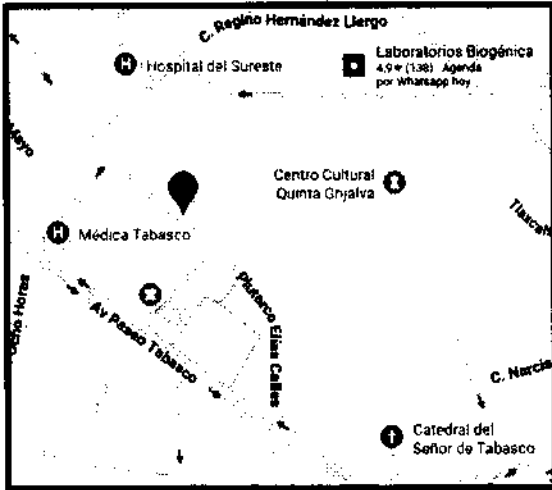 C. Regino Hernández Llergo
Hospital del Sureste
Laboratorios Biogénica
4,9★ (138) Agenda
por Whatsapp hoy
Mayo
Centro Cultural
Quinta Grijalva
Médica Tabasco
Ocho Horas
Av Paseo Tabasco
Plutarco Elías Calles
C. Narcis
Catedral del
Señor de Tabasco